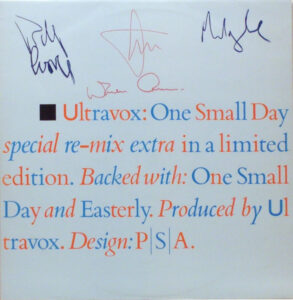 Ultravox: One Small Day
special re-mix extra in a limited
edition. Backed with: One Small
Day and Easterly. Produced by Ul
travox. Design: P|S|A.